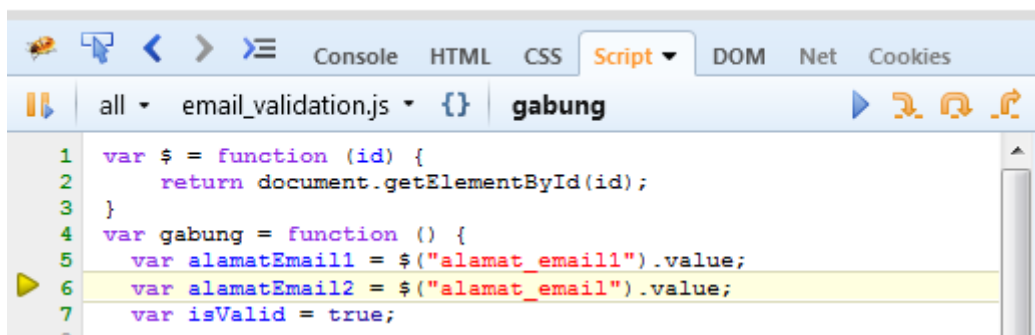 Console HTML CSS Script DOM Net Cookies
all email_validation.js {} gabung
1 var $ = function (id) {
2 return document.getElementById(id);
3 }
4 var gabung = function () {
5 var alamatEmail1 = $("alamat_email1").value;
6 var alamatEmail2 = $("alamat_email").value;
7 var isValid = true;